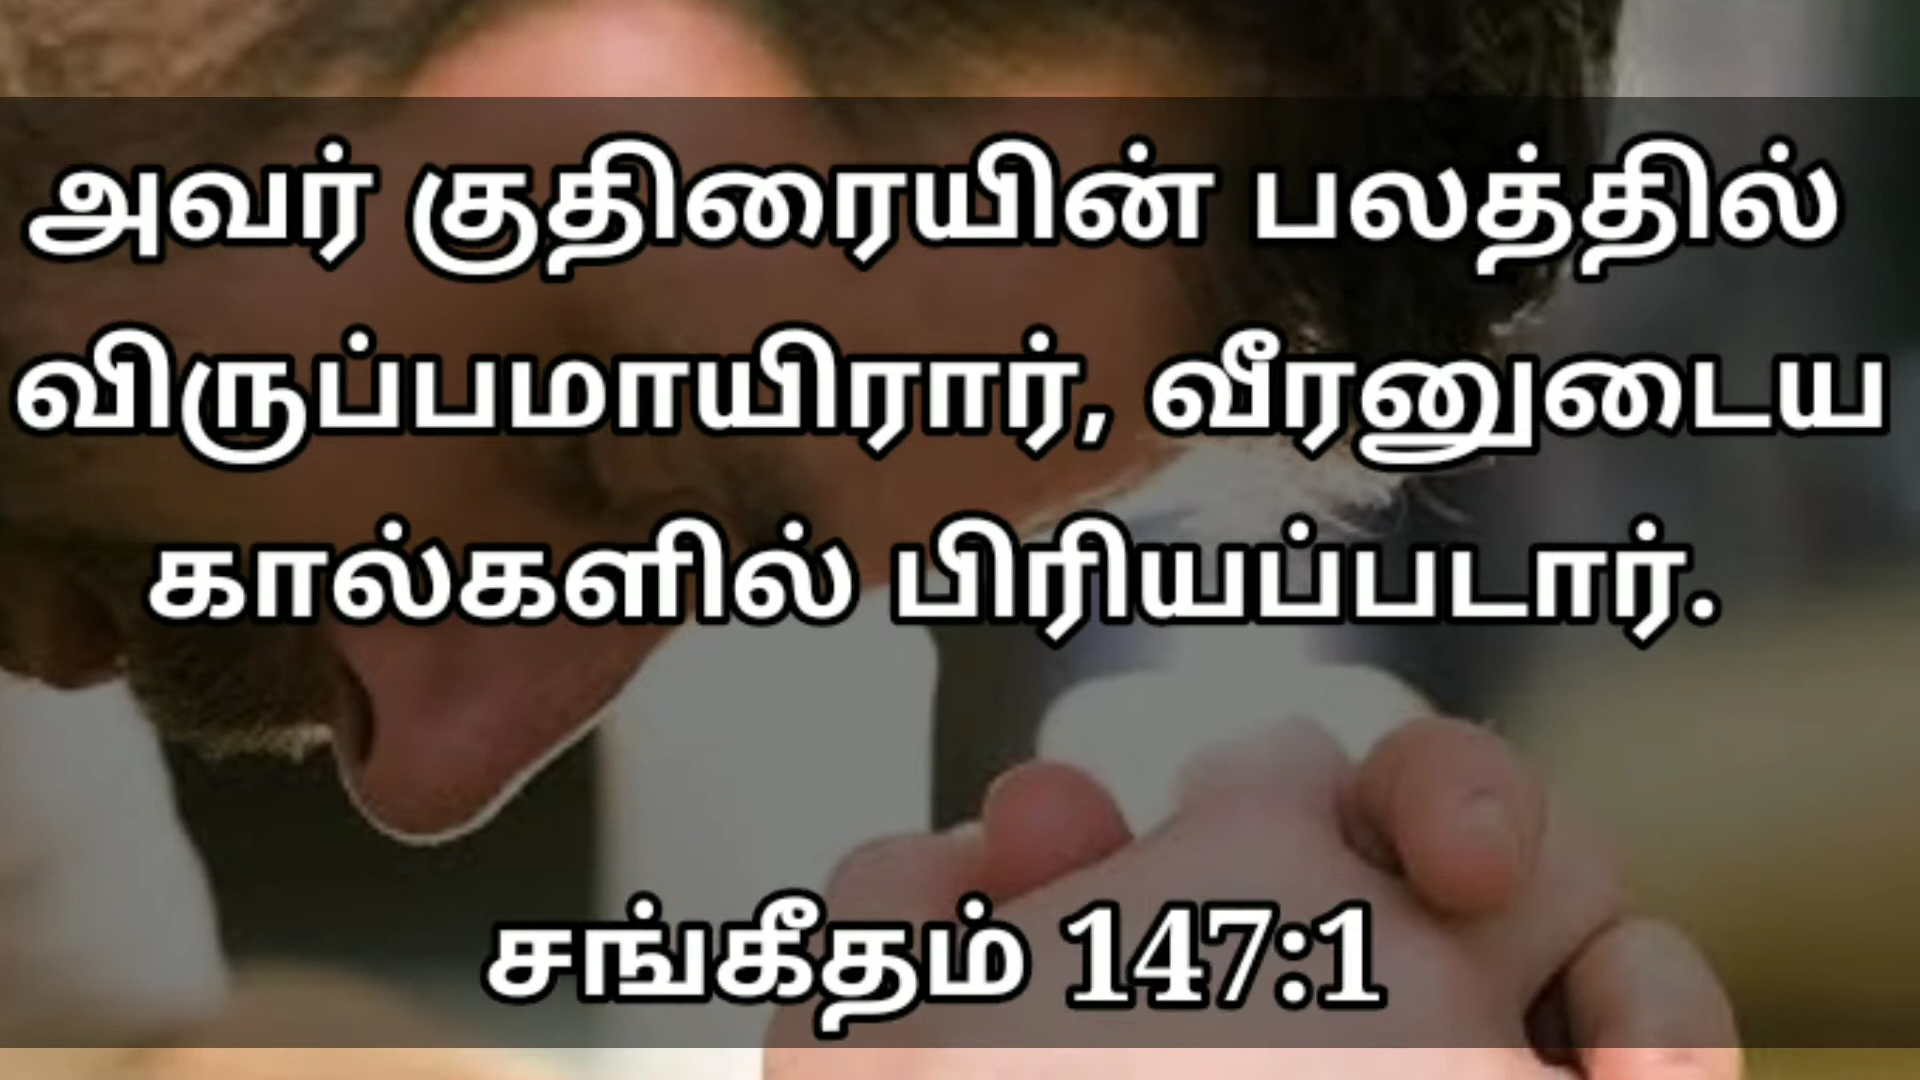 அவர் குதிரையின் பலத்தில்
விருப்பமாயிரார், வீரனுடைய
கால்களில் பிரியப்படார்.
சங்கீதம் 147:1